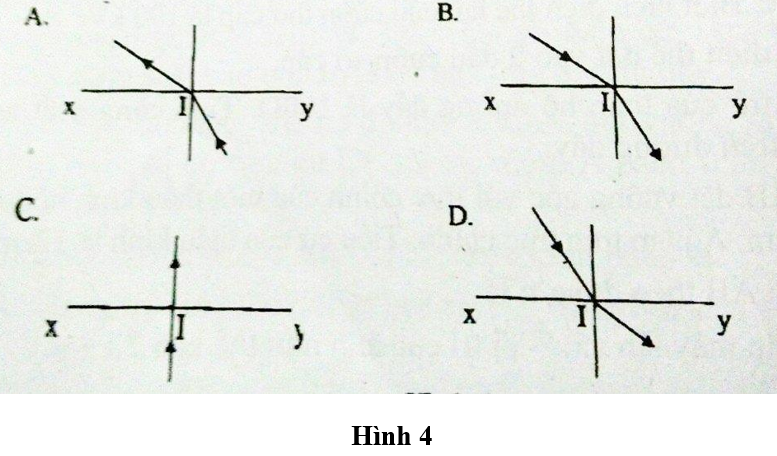 A.
B.
x I y
x I y
C.
D.
x I y
x I y
Hình 4